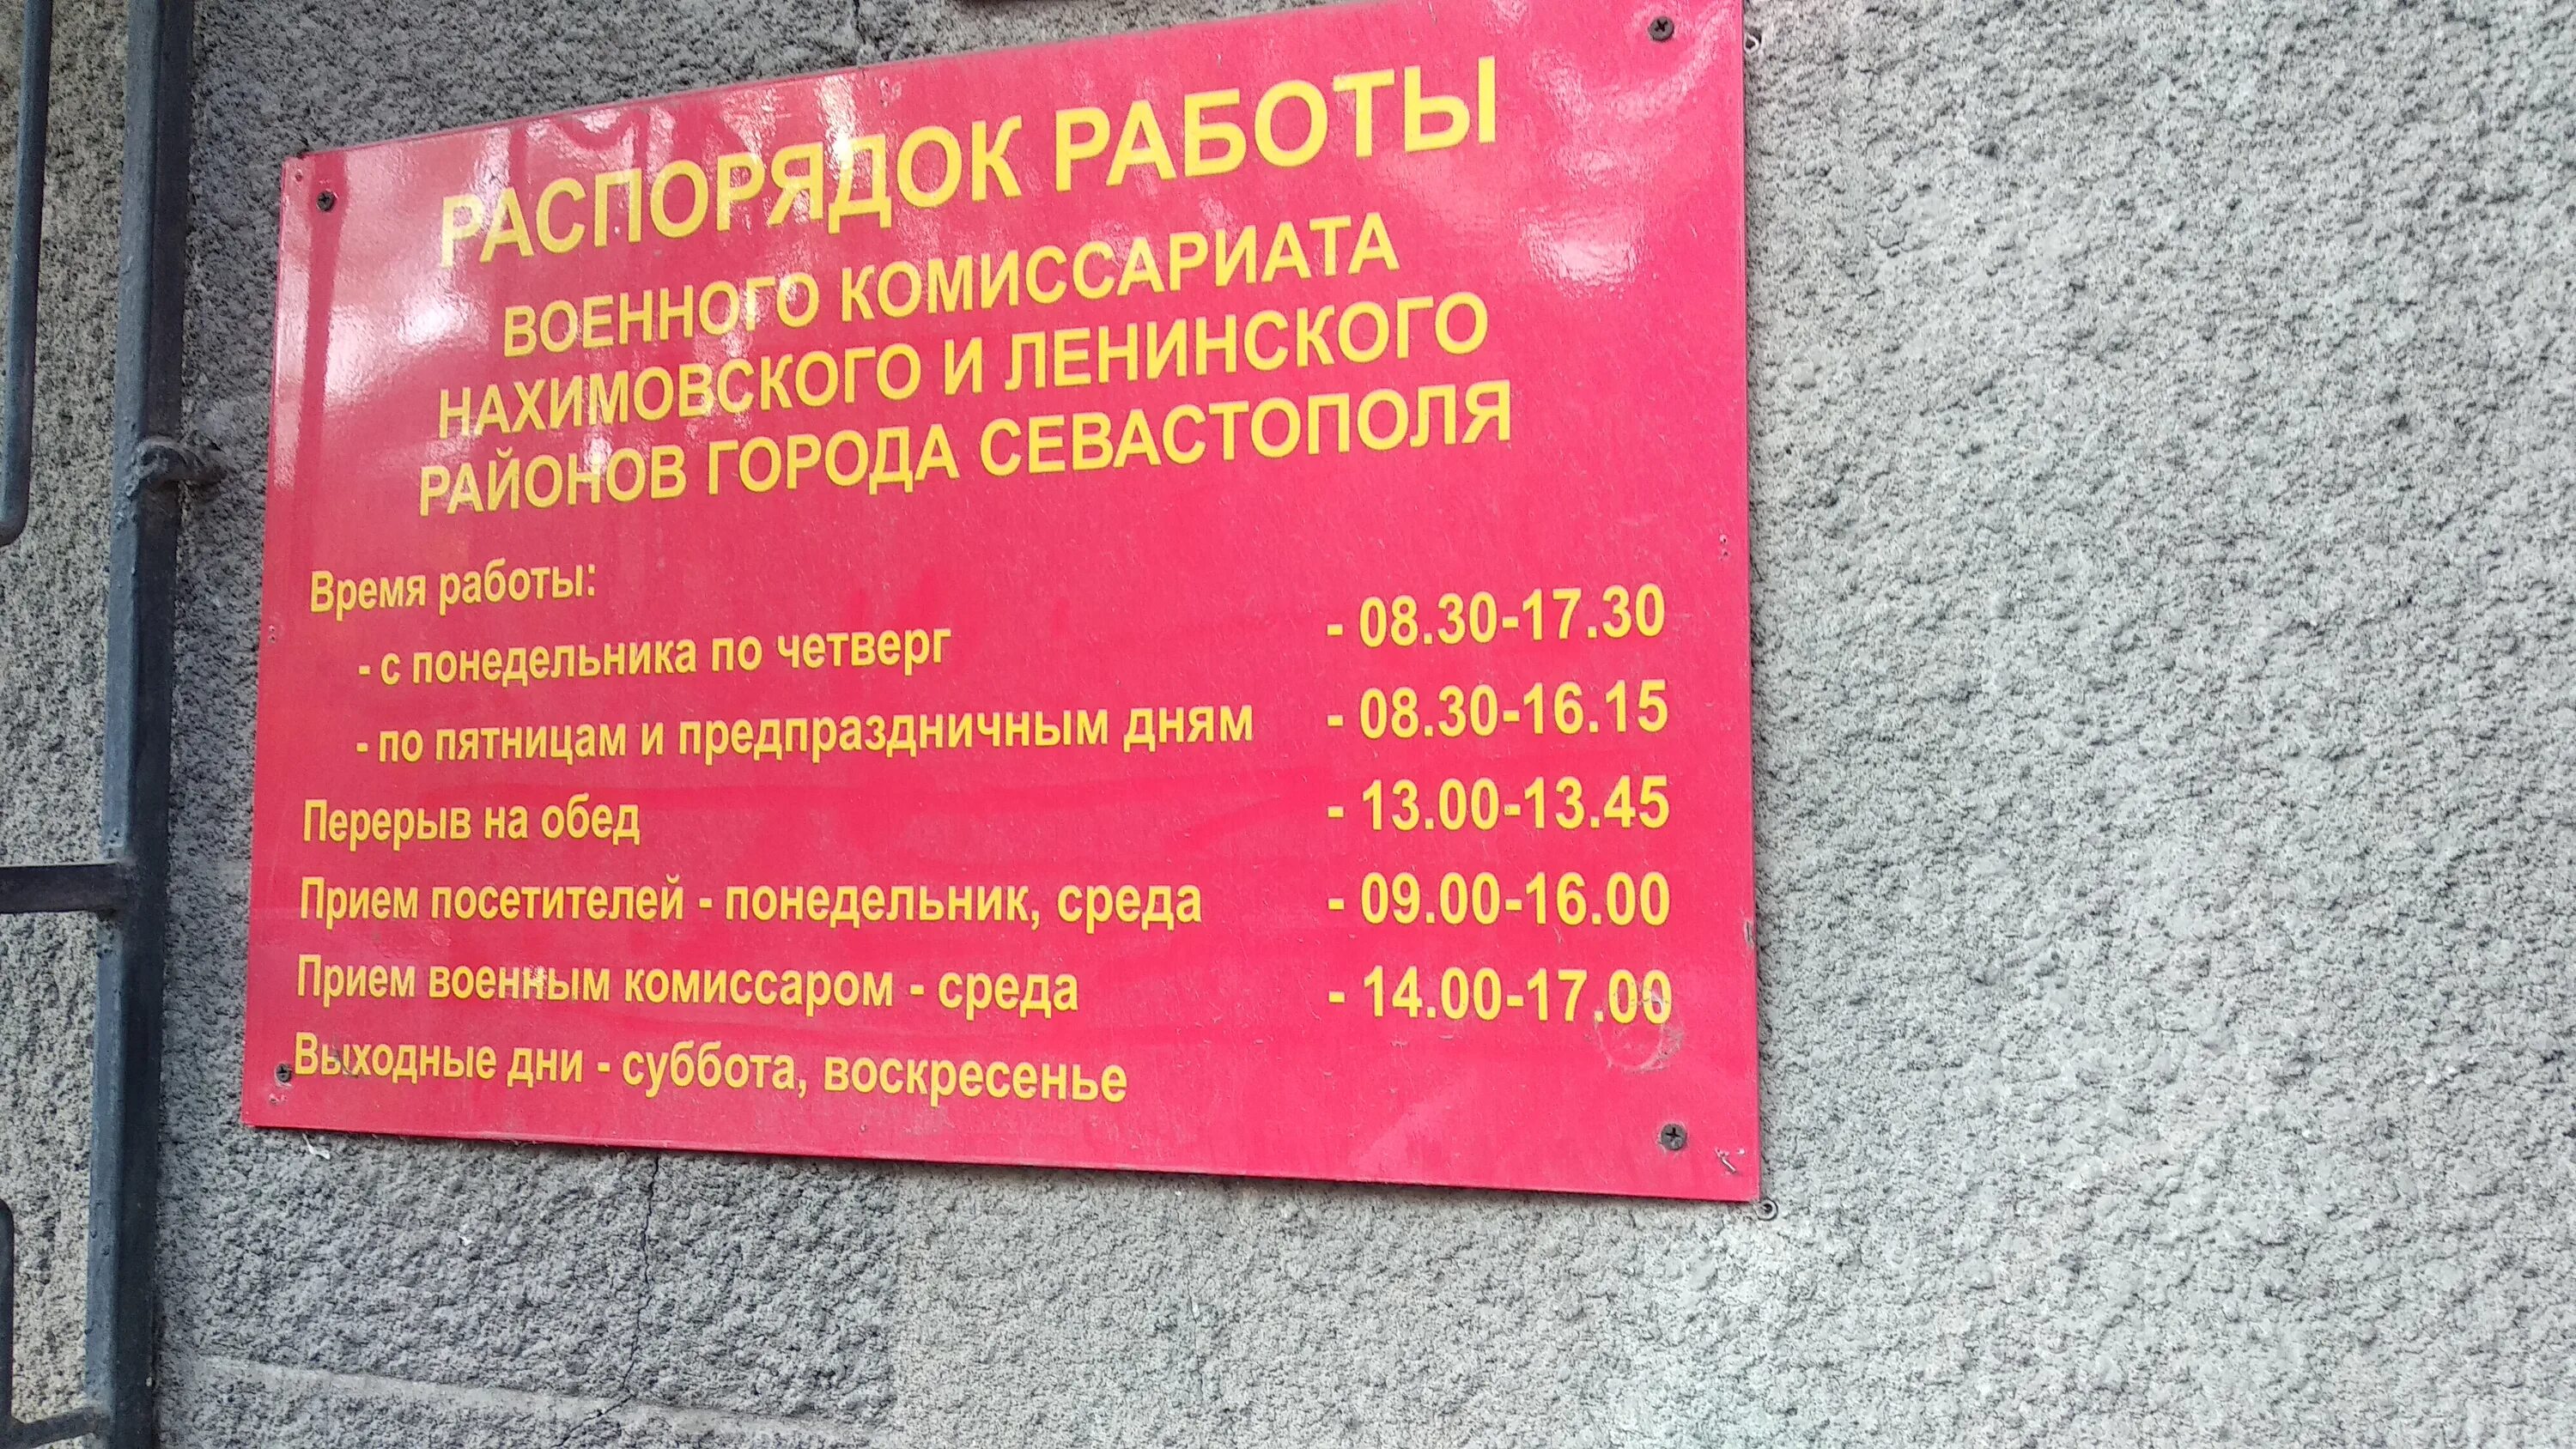 РАСПОРЯДОК РАБОТЫ
ВОЕННОГО КОМИССАРИАТА
НАХИМОВСКОГО И ЛЕНИНСКОГО
РАЙОНОВ ГОРОДА СЕВАСТОПОЛЯ
Время работы:
- с понедельника по четверг - 08.30-17.30
- по пятницам и предпраздничным дням - 08.30-16.15
Перерыв на обед - 13.00-13.45
Прием посетителей - понедельник, среда - 09.00-16.00
Прием военным комиссаром - среда - 14.00-17.00
Выходные дни - суббота, воскресенье